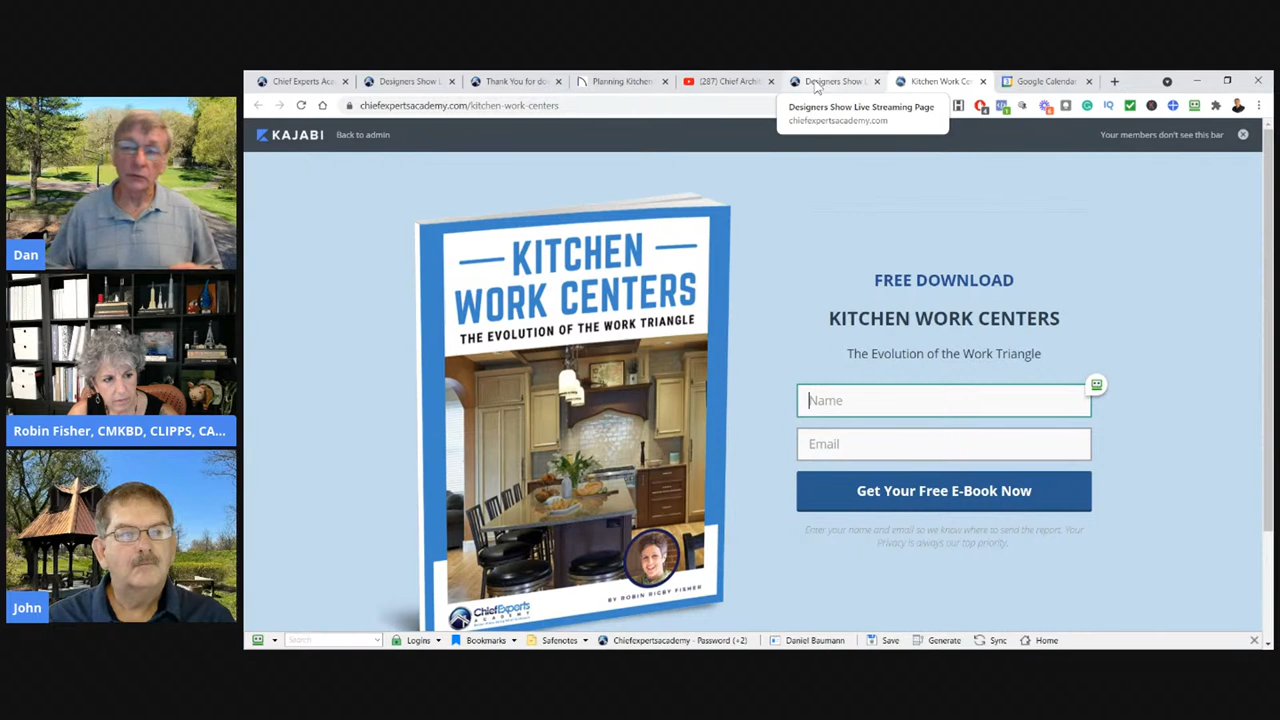 Dan
Robin Fisher, CMKBD, CLIPPS, CA...
John
Chief Experts Aca
Designers Show L
Thank You for do
Planning Kitchen
(287) Chief Archit
Designers Show L
Kitchen Work Ce
Google Calendar
chiefexpertsacademy.com/kitchen-work-centers
Designers Show Live Streaming Page
chiefexpertsacademy.com
KAJABI
Back to admin
Your members don't see this bar
KITCHEN
WORK CENTERS
THE EVOLUTION OF THE WORK TRIANGLE
BY ROBIN RIGBY FISHER
ChiefExperts
ACADEMY
FREE DOWNLOAD
KITCHEN WORK CENTERS
The Evolution of the Work Triangle
Name
Email
Get Your Free E-Book Now
Enter your name and email so we know where to send the report. Your
Privacy is always our top priority.
Search
Logins
Bookmarks
Safenotes
Chiefexpertsacademy - Password (+2)
Daniel Baumann
Save
Generate
Sync
Home